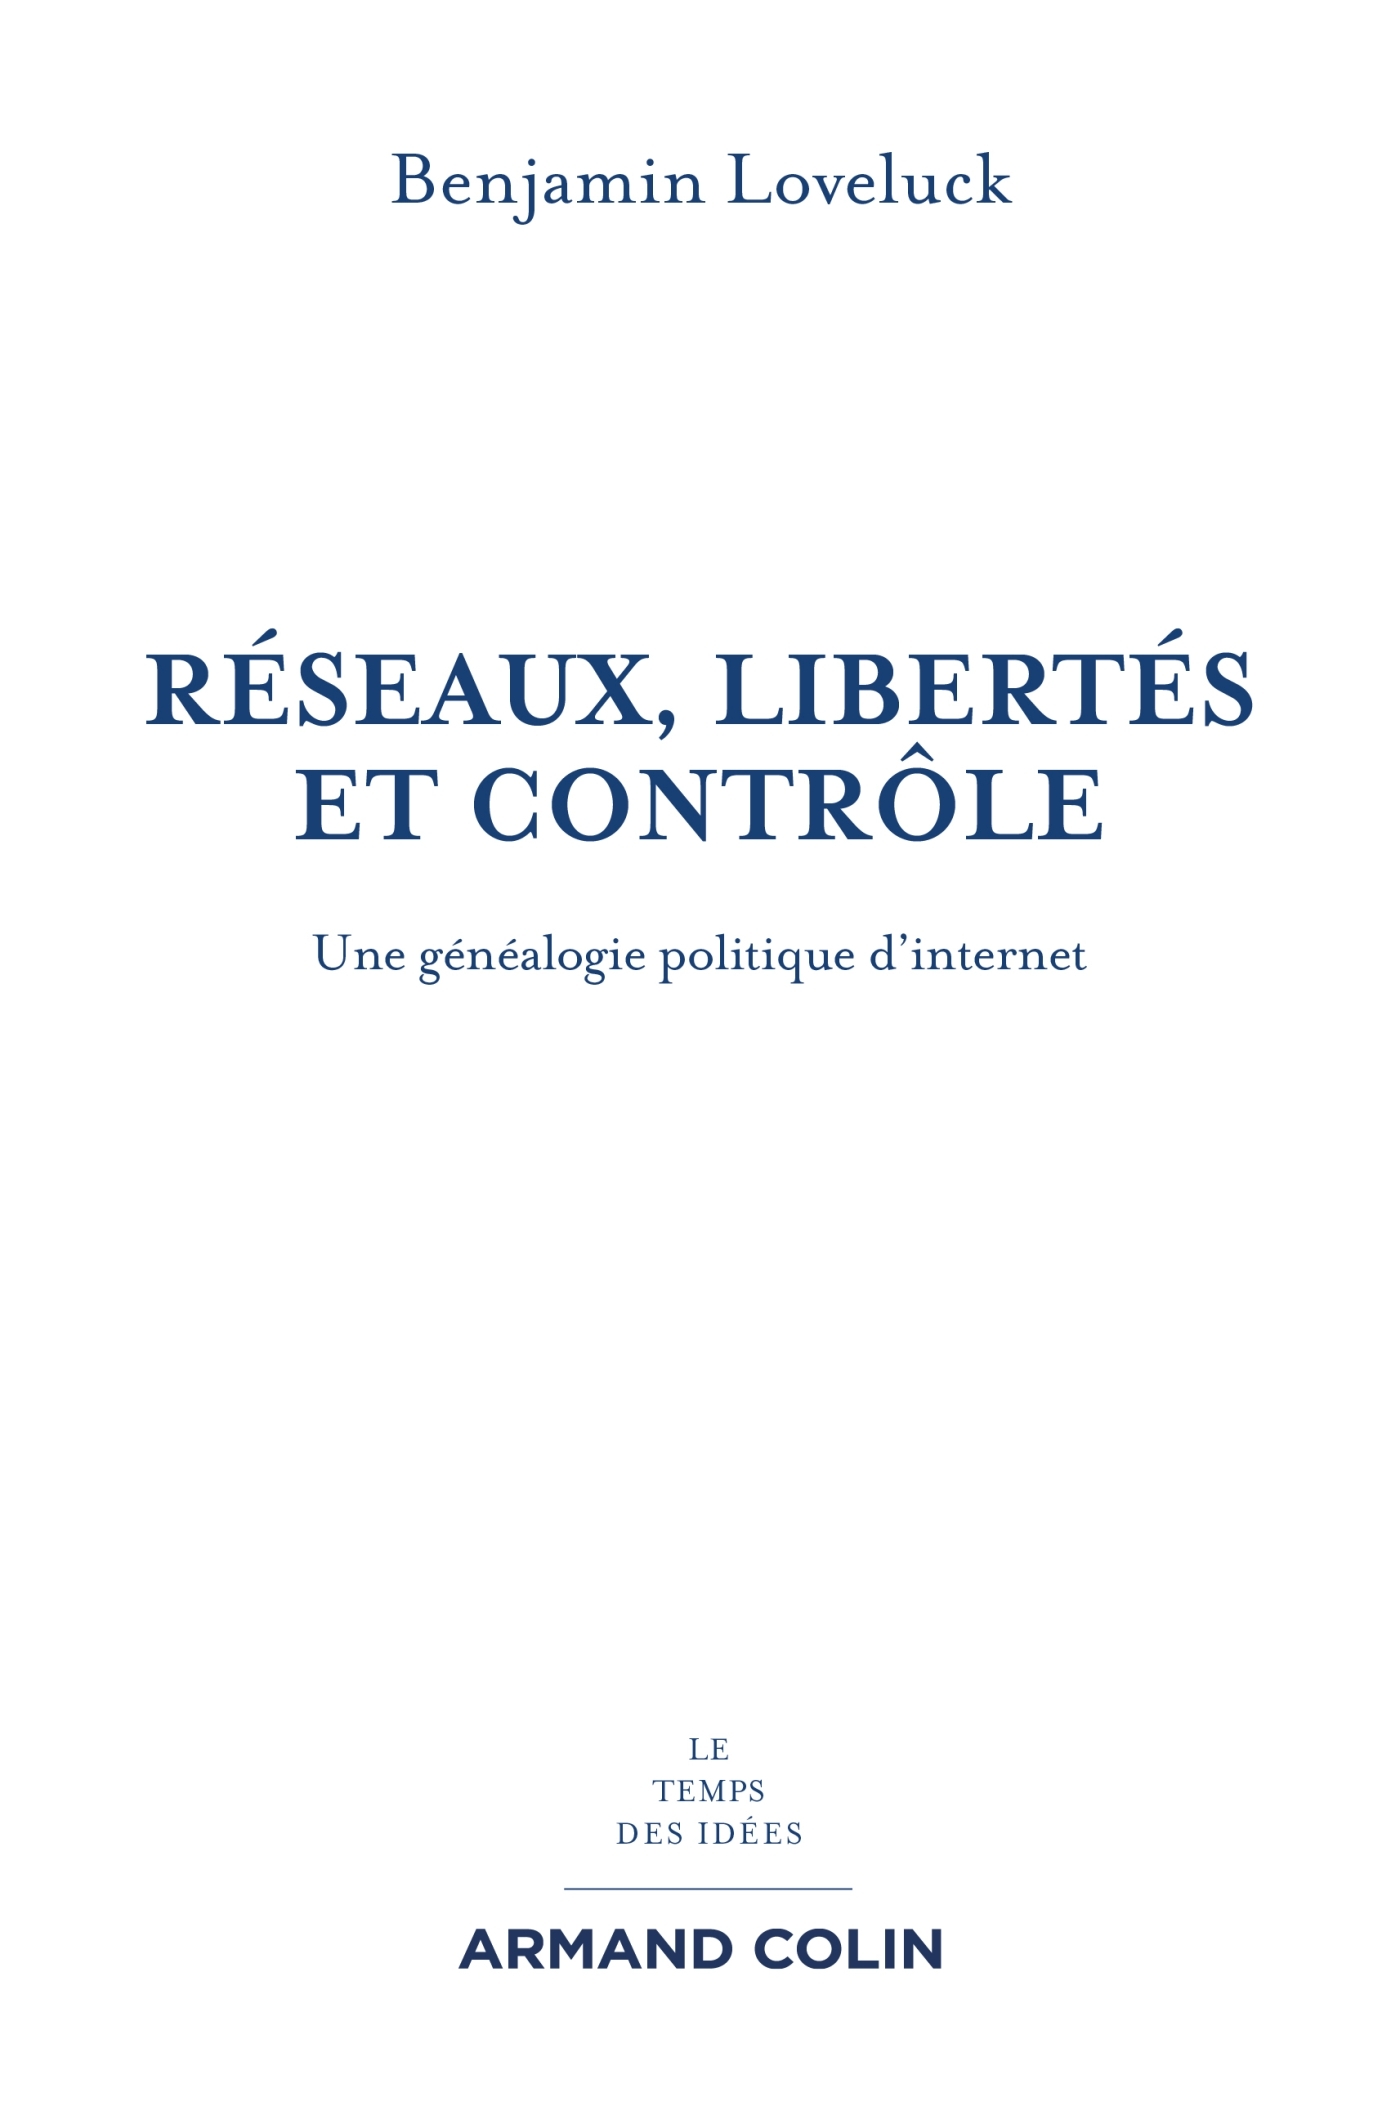 Benjamin Loveluck
RÉSEAUX, LIBERTÉS
ET CONTRÔLE
Une généalogie politique d’internet
LE
TEMPS
DES IDÉES
ARMAND COLIN